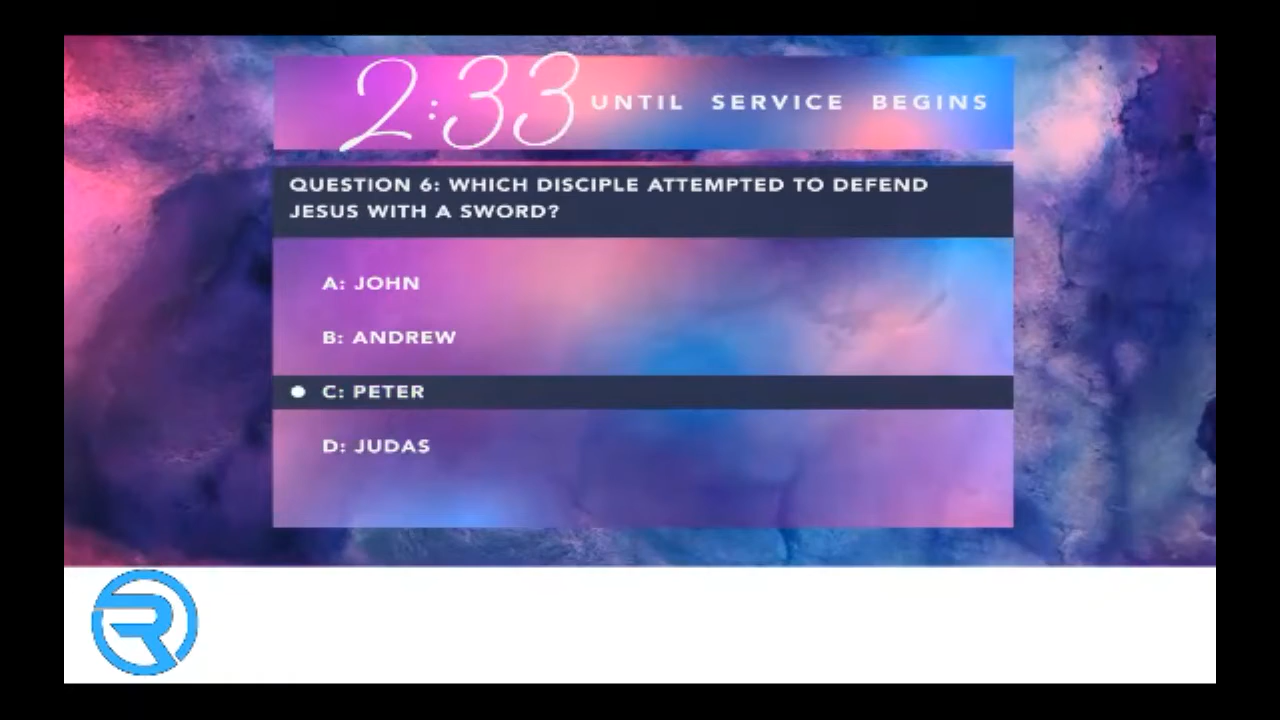 2:33 UNTIL SERVICE BEGINS
QUESTION 6: WHICH DISCIPLE ATTEMPTED TO DEFEND
JESUS WITH A SWORD?
A: JOHN
B: ANDREW
C: PETER
D: JUDAS
R